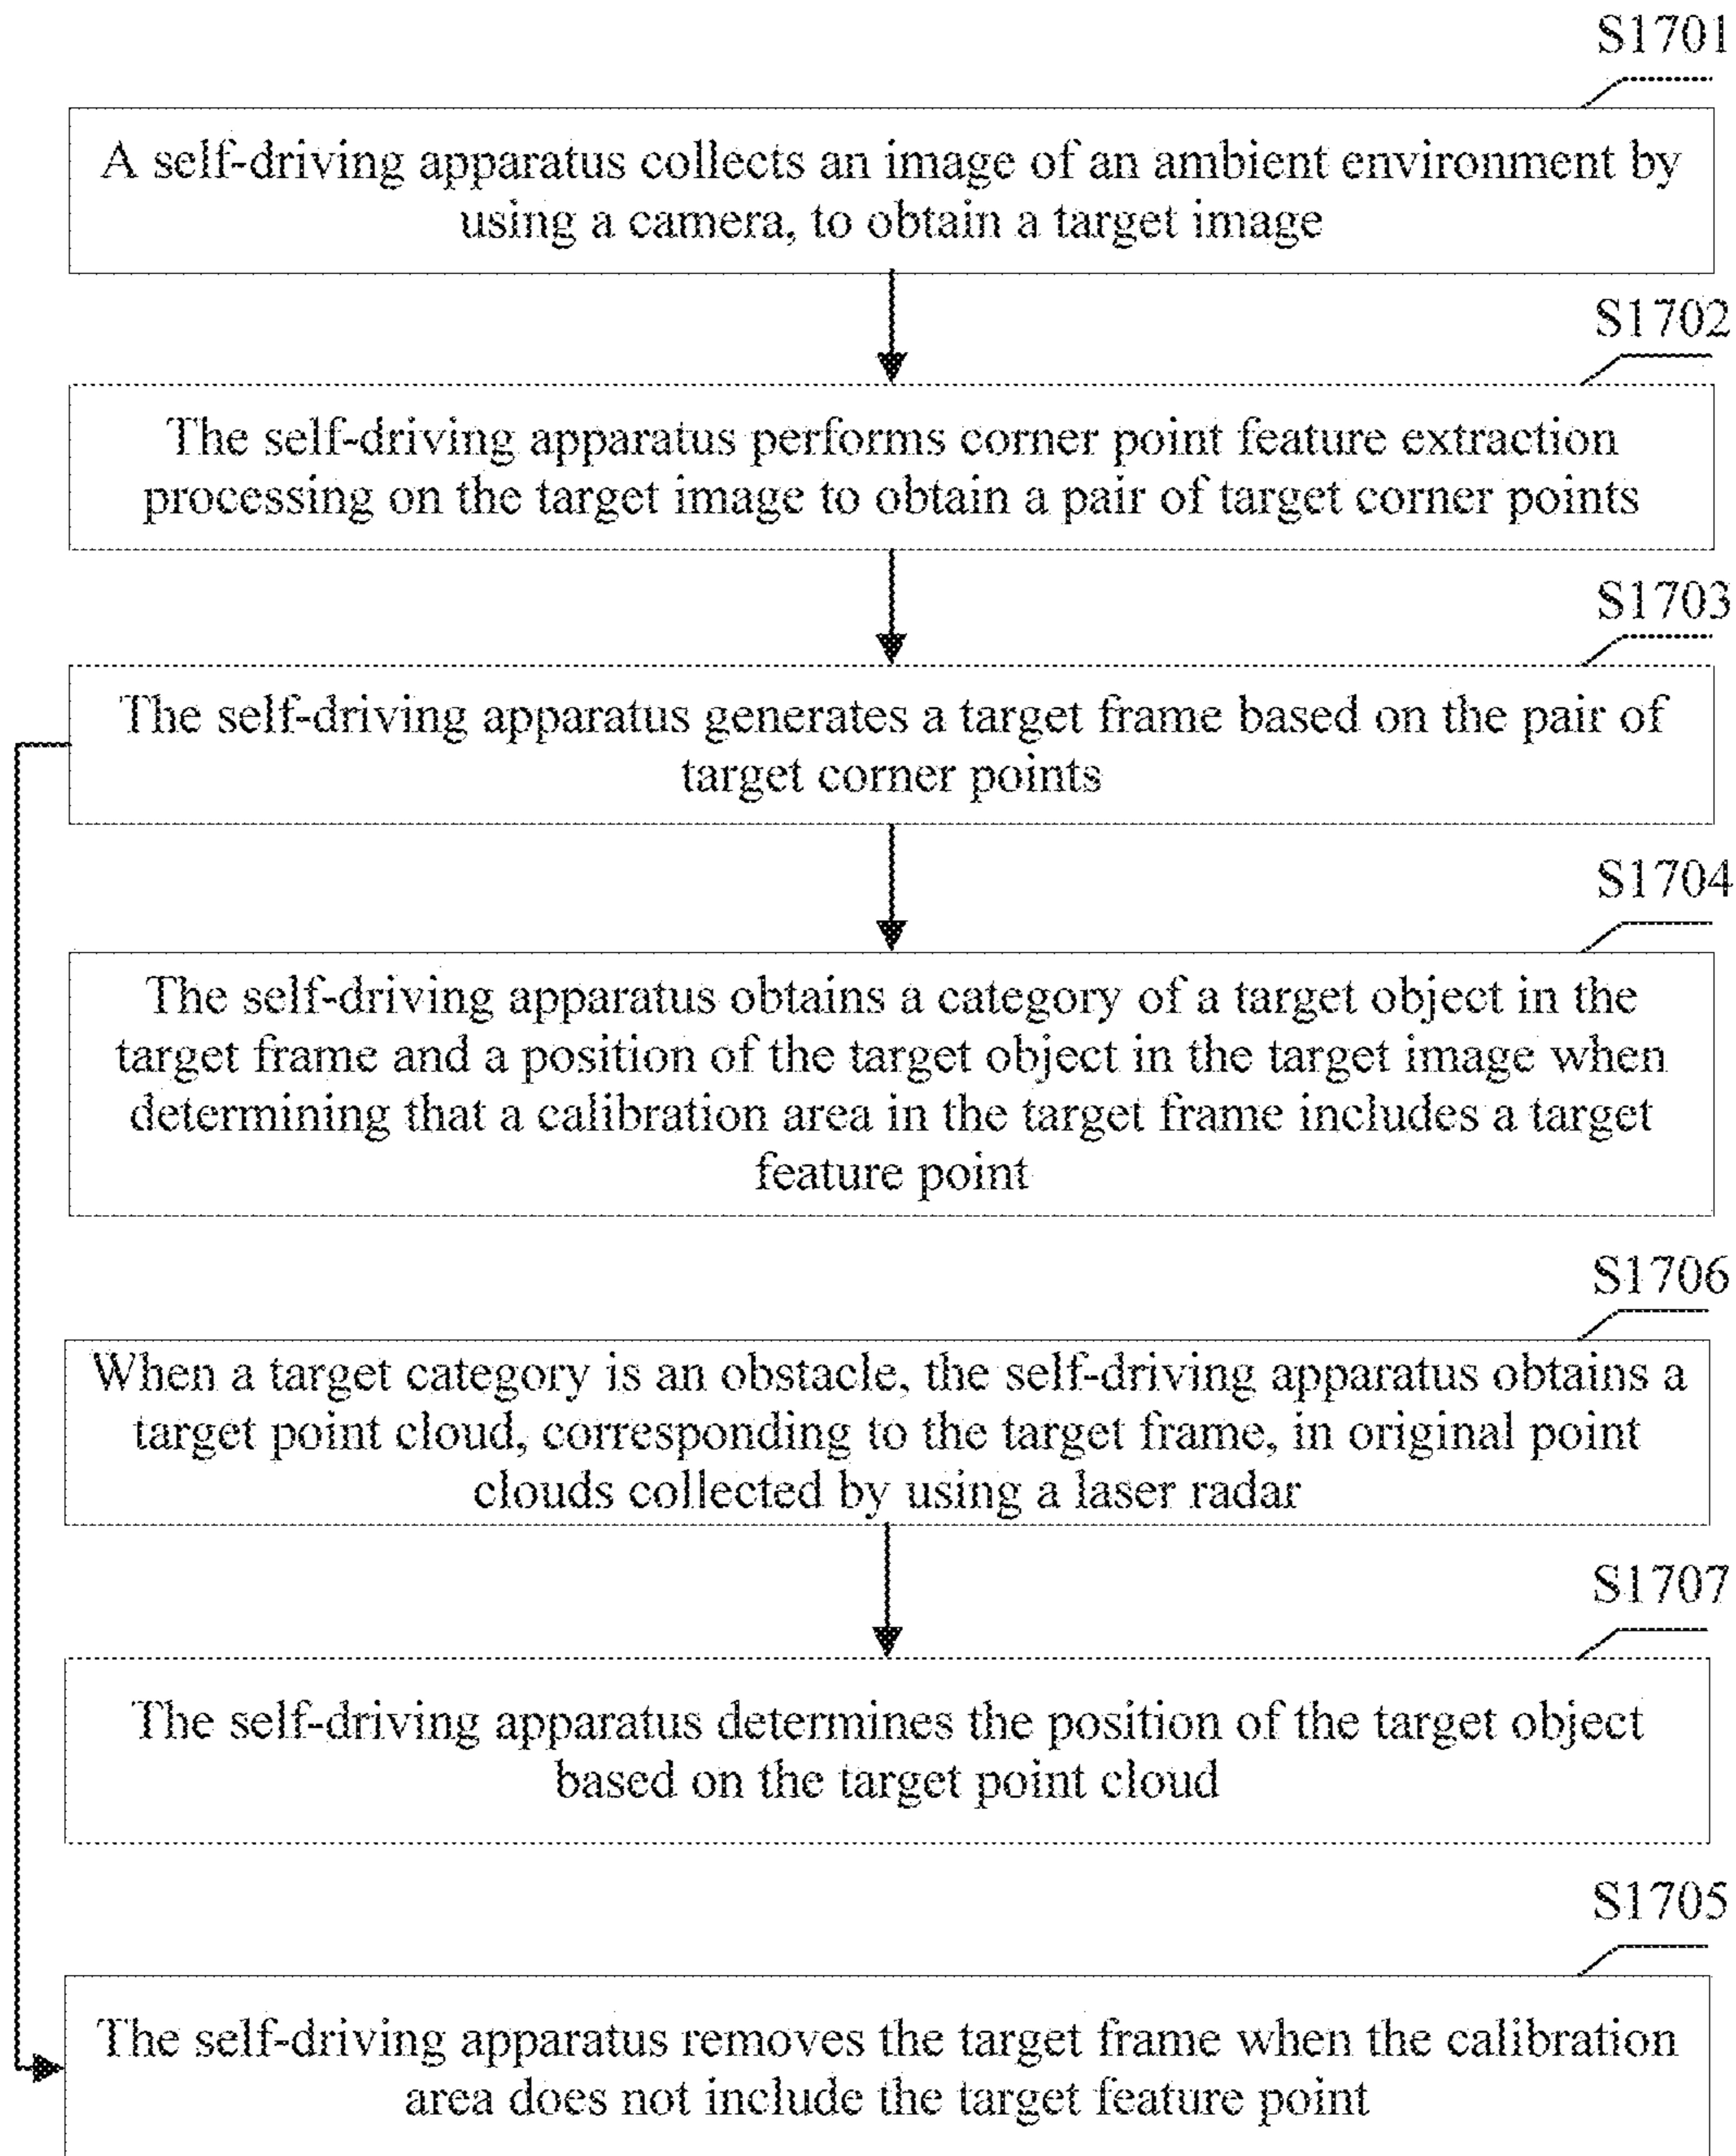 S1701
A self-driving apparatus collects an image of an ambient environment by
using a camera, to obtain a target image
S1702
The self-driving apparatus performs corner point feature extraction
processing on the target image to obtain a pair of target corner points
S1703
The self-driving apparatus generates a target frame based on the pair of
target corner points
S1704
The self-driving apparatus obtains a category of a target object in the
target frame and a position of the target object in the target image when
determining that a calibration area in the target frame includes a target
feature point
S1706
When a target category is an obstacle, the self-driving apparatus obtains a
target point cloud, corresponding to the target frame, in original point
clouds collected by using a laser radar
S1707
The self-driving apparatus determines the position of the target object
based on the target point cloud
S1705
The self-driving apparatus removes the target frame when the calibration
area does not include the target feature point